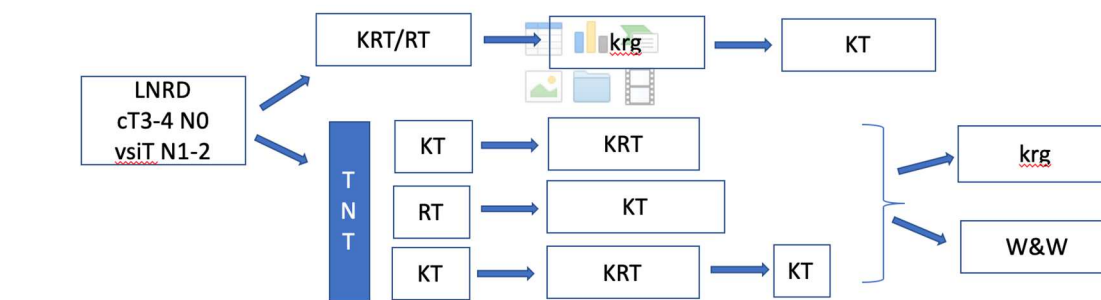 KRT/RT
krg
KT
LNRD
cT3-4 N0
vsiT N1-2
T
N
T
KT
KRT
RT
KT
KT
KRT
KT
krg
W&W